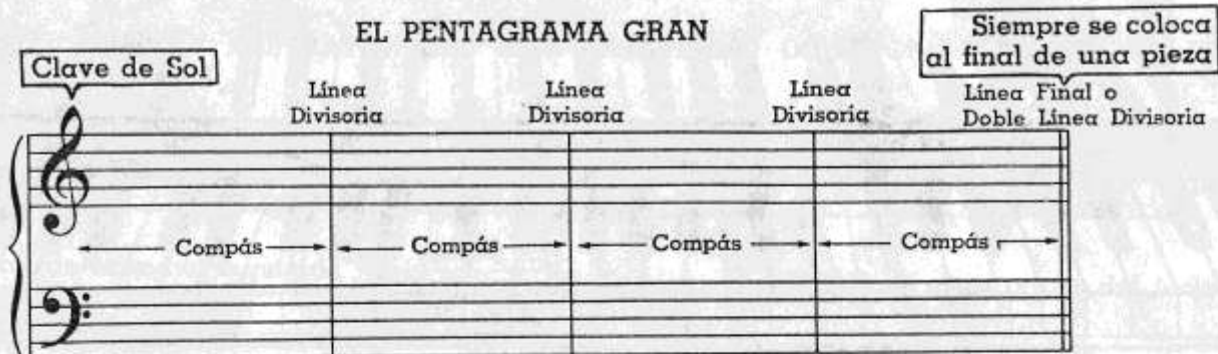 EL PENTAGRAMA GRAN
Siempre se coloca
al final de una pieza
Clave de Sol
Línea
Divisoria
Línea
Divisoria
Línea
Divisoria
Línea Final o
Doble Línea Divisoria
Compás
Compás
Compás
Compás